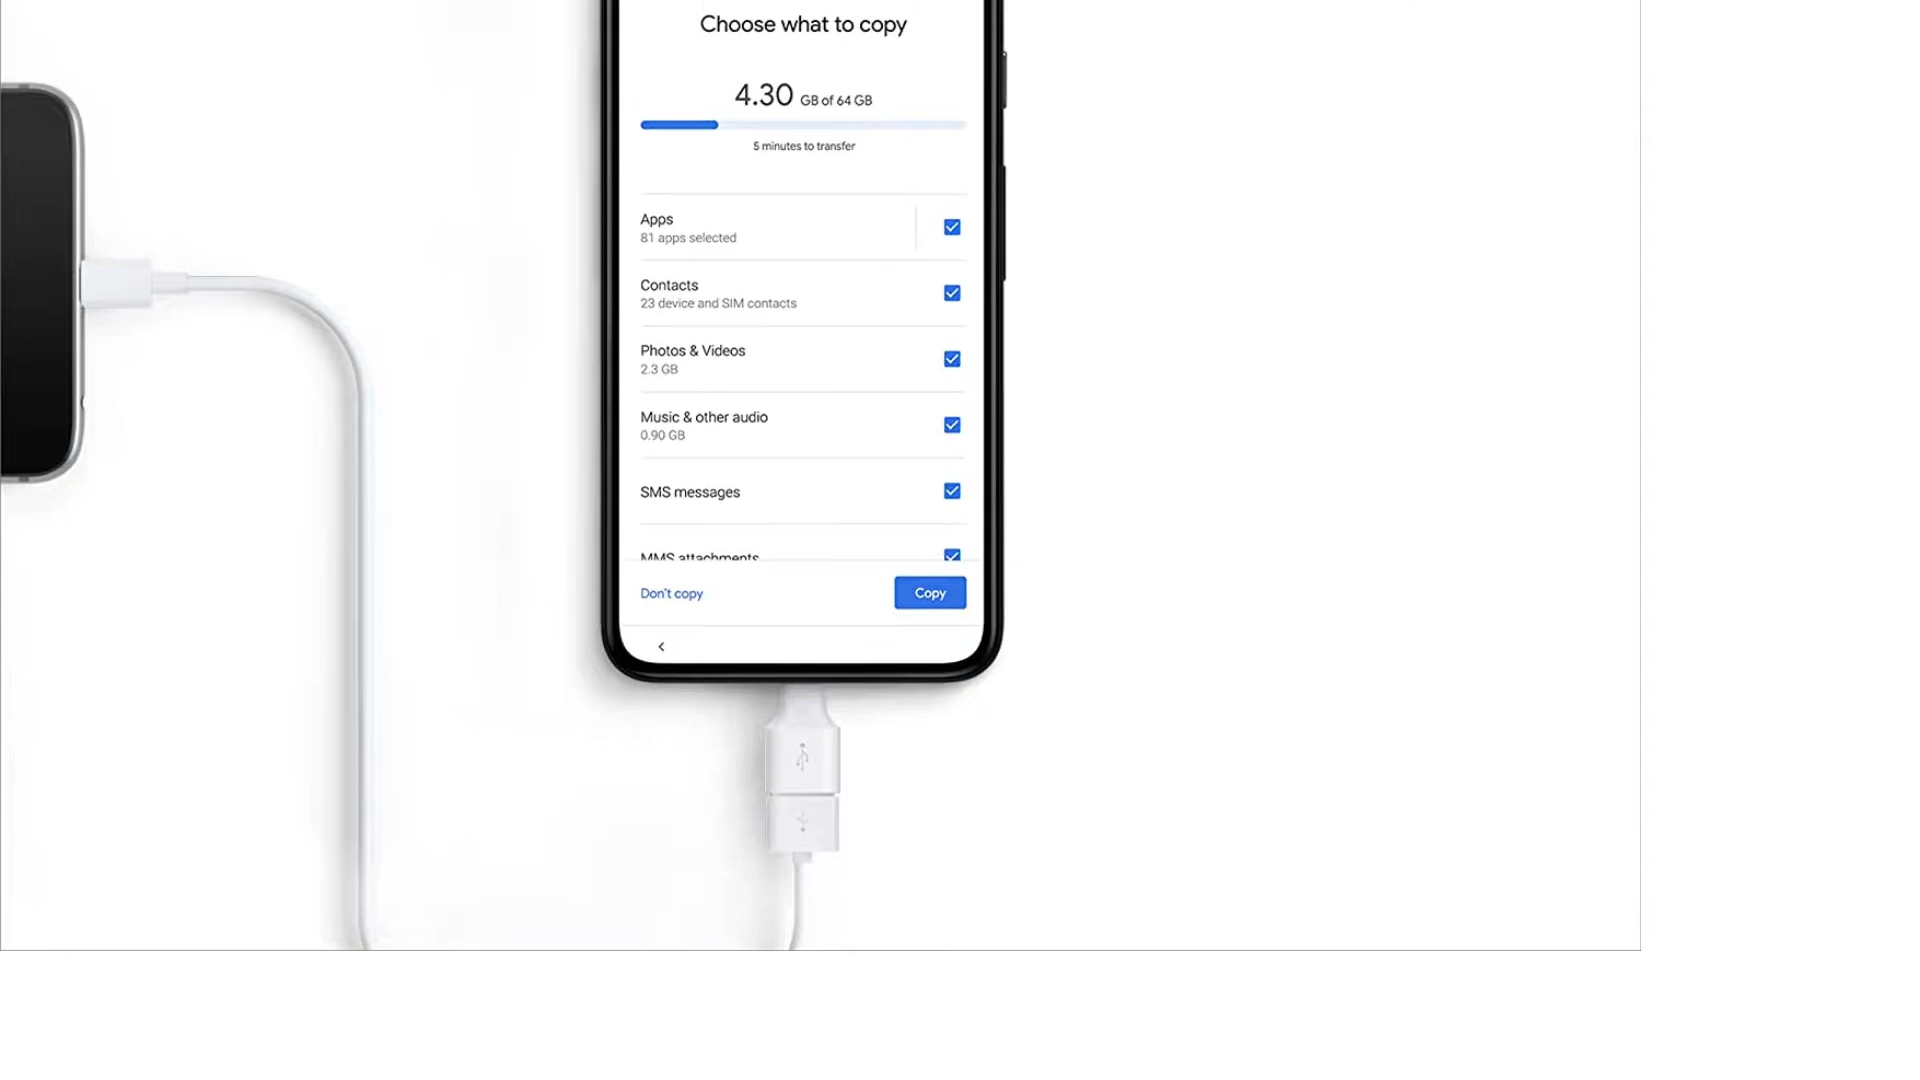 Choose what to copy
4.30 GB of 64 GB
5 minutes to transfer
Apps
81 apps selected
Contacts
23 device and SIM contacts
Photos & Videos
2.3 GB
Music & other audio
0.90 GB
SMS messages
MMS attachments
Don't copy
Copy